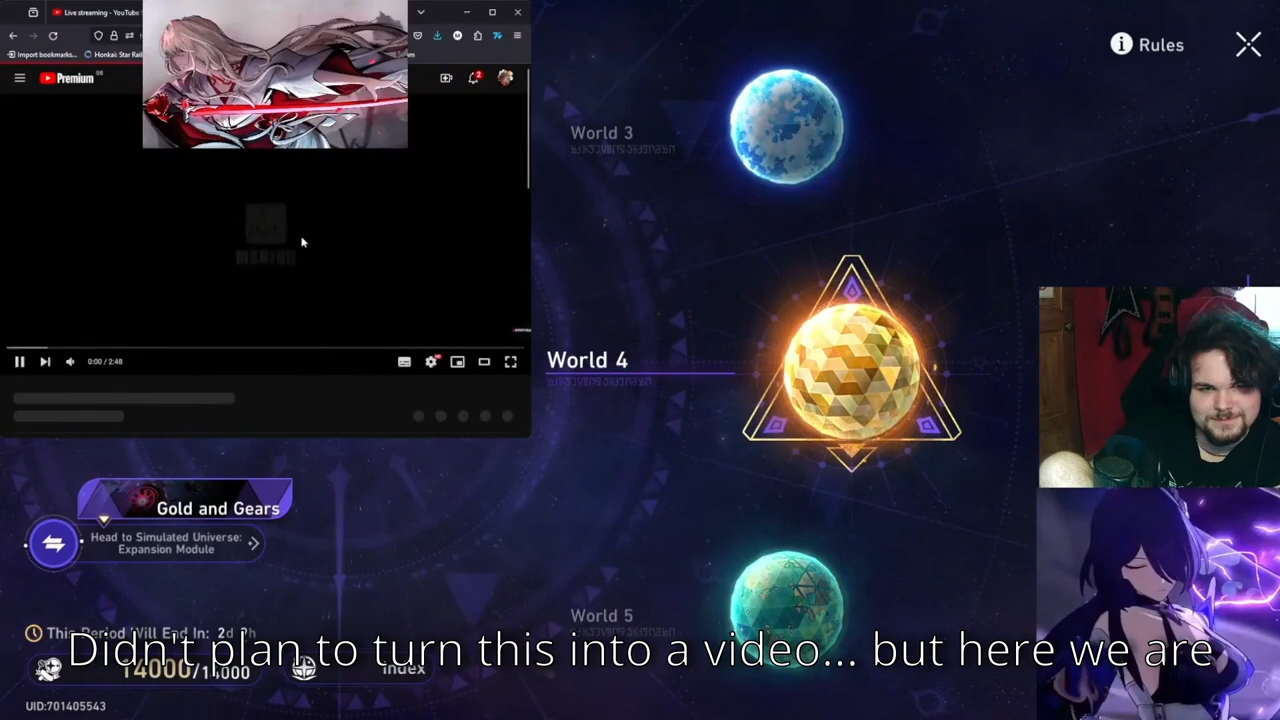 Live streaming - YouTube
Import bookmarks...
Honkai: Star Rail
Premium
GB
2
0:00 / 2:48
Rules
World 3
World 4
World 5
Gold and Gears
Head to Simulated Universe:
Expansion Module
This Period Will End In: 2d
Didn't plan to turn this into a video... but here we are
14000/14000
Index
UID:701405543